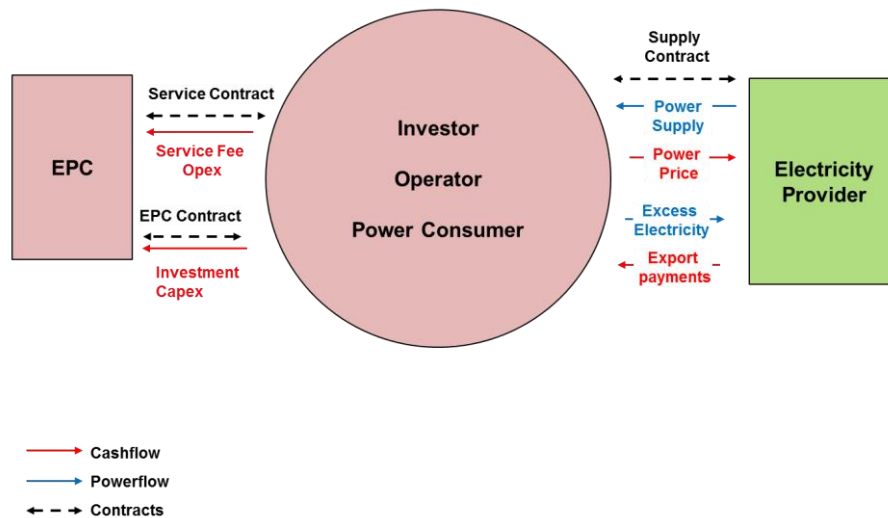 EPC
Service Contract
Service Fee
Opex
EPC Contract
Investment
Capex
Investor
Operator
Power Consumer
Supply
Contract
Power
Supply
Power
Price
Excess
Electricity
Export
payments
Electricity
Provider
Cashflow
Powerflow
Contracts